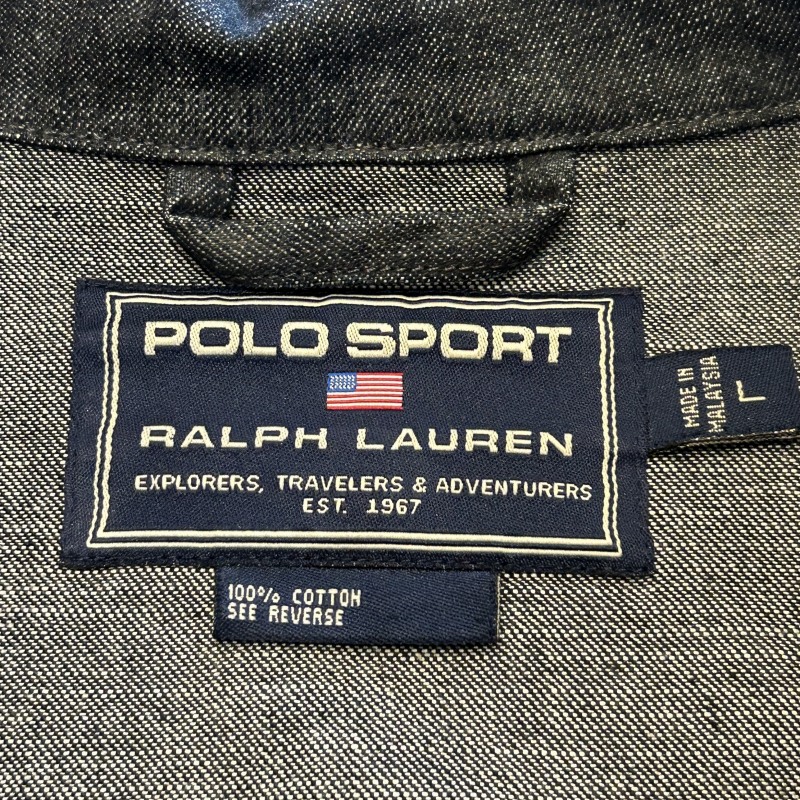 POLO SPORT
RALPH LAUREN
EXPLORERS, TRAVELERS & ADVENTURERS
EST. 1967
MADE IN
MALAYSIA
L
100% COTTON
SEE REVERSE